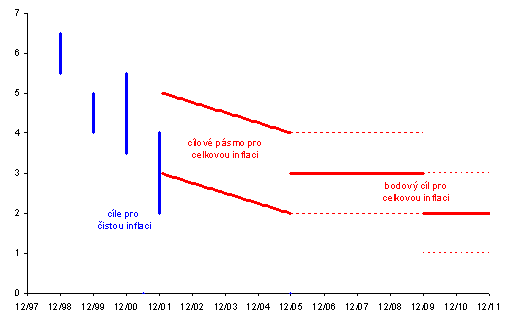 7
6
5
4
3
2
1
0
cílové pásmo pro
celkovou inflaci
bodový cíl pro
celkovou inflaci
cíle pro
čistou inflaci
12/97 12/98 12/99 12/00 12/01 12/02 12/03 12/04 12/05 12/06 12/07 12/08 12/09 12/10 12/11